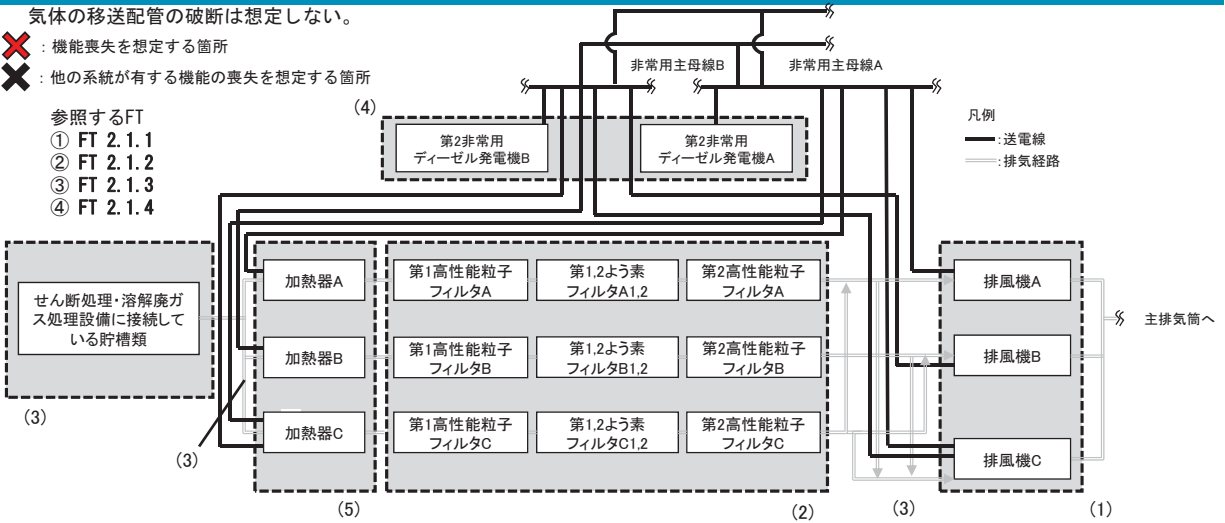 気体の移送配管の破断は想定しない。
：機能喪失を想定する箇所
：他の系統が有する機能の喪失を想定する箇所
参照するFT
① FT 2.1.1
② FT 2.1.2
③ FT 2.1.3
④ FT 2.1.4
非常用主母線B
非常用主母線A
(4)
第2非常用
ディーゼル発電機B
第2非常用
ディーゼル発電機A
凡例
:送電線
:排気経路
せん断処理・溶解廃ガ
ス処理設備に接続して
いる貯槽類
(3)
加熱器A
加熱器B
加熱器C
(3)
(5)
第1高性能粒子
フィルタA
第1,2よう素
フィルタA1,2
第2高性能粒子
フィルタA
第1高性能粒子
フィルタB
第1,2よう素
フィルタB1,2
第2高性能粒子
フィルタB
第1高性能粒子
フィルタC
第1,2よう素
フィルタC1,2
第2高性能粒子
フィルタC
(2)
(3)
排風機A
排風機B
排風機C
(1)
主排気筒へ